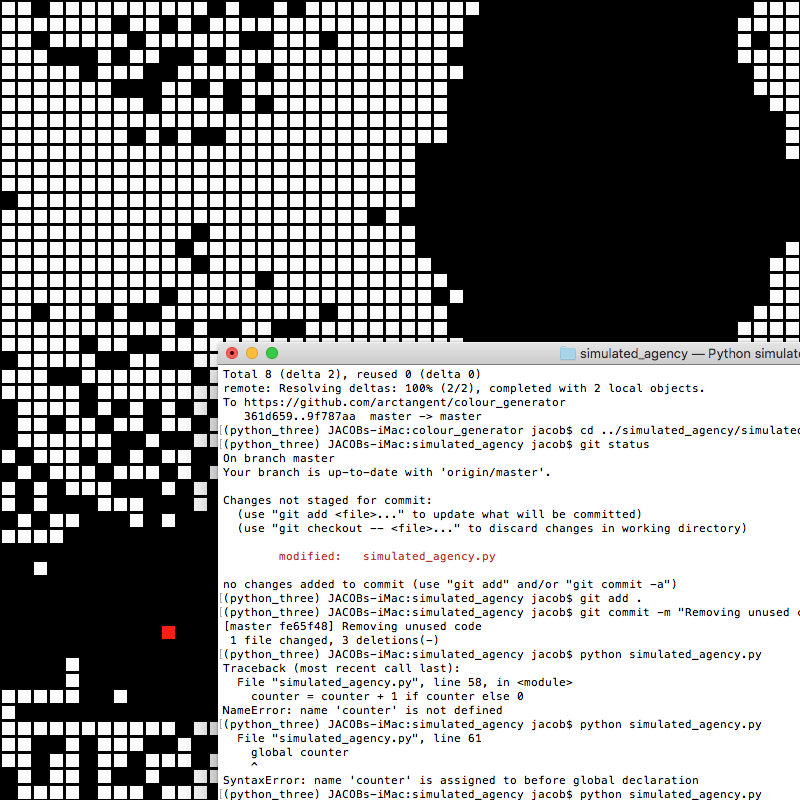 simulated_agency — Python simulat
Total 8 (delta 2), reused 0 (delta 0)
remote: Resolving deltas: 100% (2/2), completed with 2 local objects.
To https://github.com/arctangent/colour_generator
   361d659..9f787aa  master -> master
[(python_three) JACOBs-iMac:colour_generator jacob$ cd ../simulated_agency/simulated
[(python_three) JACOBs-iMac:simulated_agency jacob$ git status
On branch master
Your branch is up-to-date with 'origin/master'.
Changes not staged for commit:
  (use "git add <file>..." to update what will be committed)
  (use "git checkout -- <file>..." to discard changes in working directory)
        modified:   simulated_agency.py
no changes added to commit (use "git add" and/or "git commit -a")
[(python_three) JACOBs-iMac:simulated_agency jacob$ git add .
[(python_three) JACOBs-iMac:simulated_agency jacob$ git commit -m "Removing unused c
[master fe65f48] Removing unused code
 1 file changed, 3 deletions(-)
[(python_three) JACOBs-iMac:simulated_agency jacob$ python simulated_agency.py
Traceback (most recent call last):
  File "simulated_agency.py", line 58, in <module>
    counter = counter + 1 if counter else 0
NameError: name 'counter' is not defined
[(python_three) JACOBs-iMac:simulated_agency jacob$ python simulated_agency.py
  File "simulated_agency.py", line 61
    global counter
    ^
SyntaxError: name 'counter' is assigned to before global declaration
[(python_three) JACOBs-iMac:simulated_agency jacob$ python simulated_agency.py